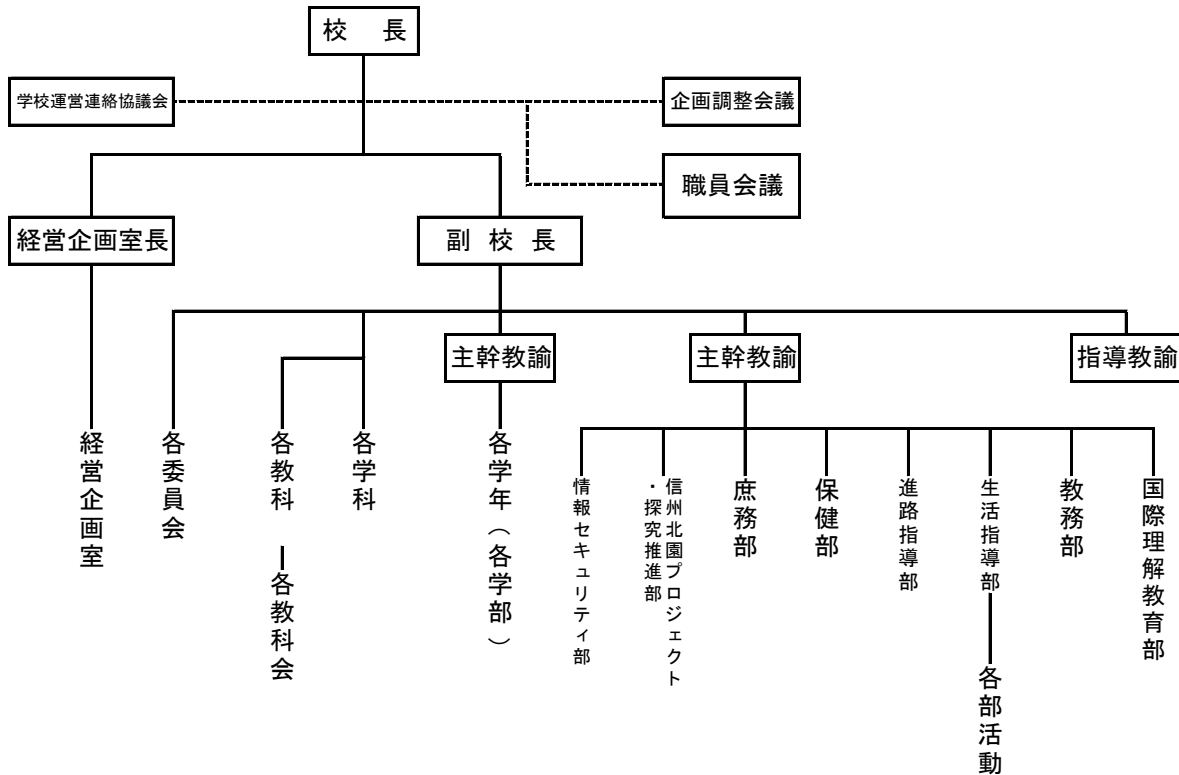 校　長
学校運営連絡協議会
企画調整会議
職員会議
経営企画室長
副 校 長
主幹教諭
主幹教諭
指導教諭
経営企画室
各委員会
各教科
各教科会
各学科
各学年（各学部）
情報セキュリティ部
信州北園プロジェクト
・探究推進部
庶務部
保健部
進路指導部
生活指導部
各部活動
教務部
国際理解教育部